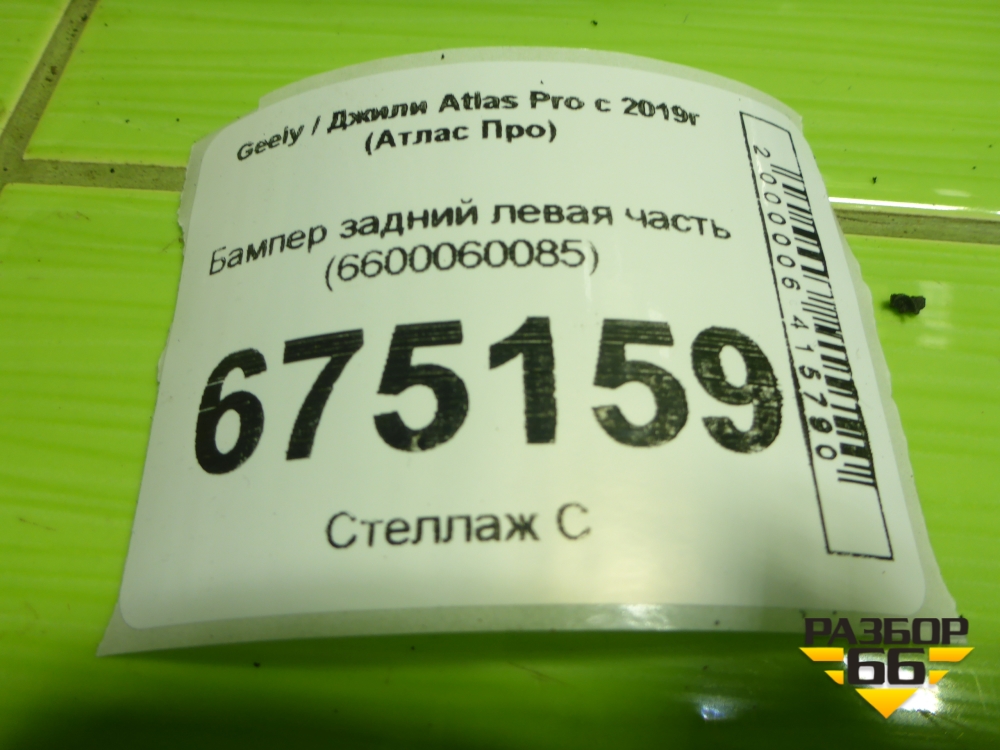 Geely / Джили Atlas Pro с 2019г
(Атлас Про)
Бампер задний левая часть
(6600060085)
675159
Стеллаж С
2000006415790
РАЗБОР
66